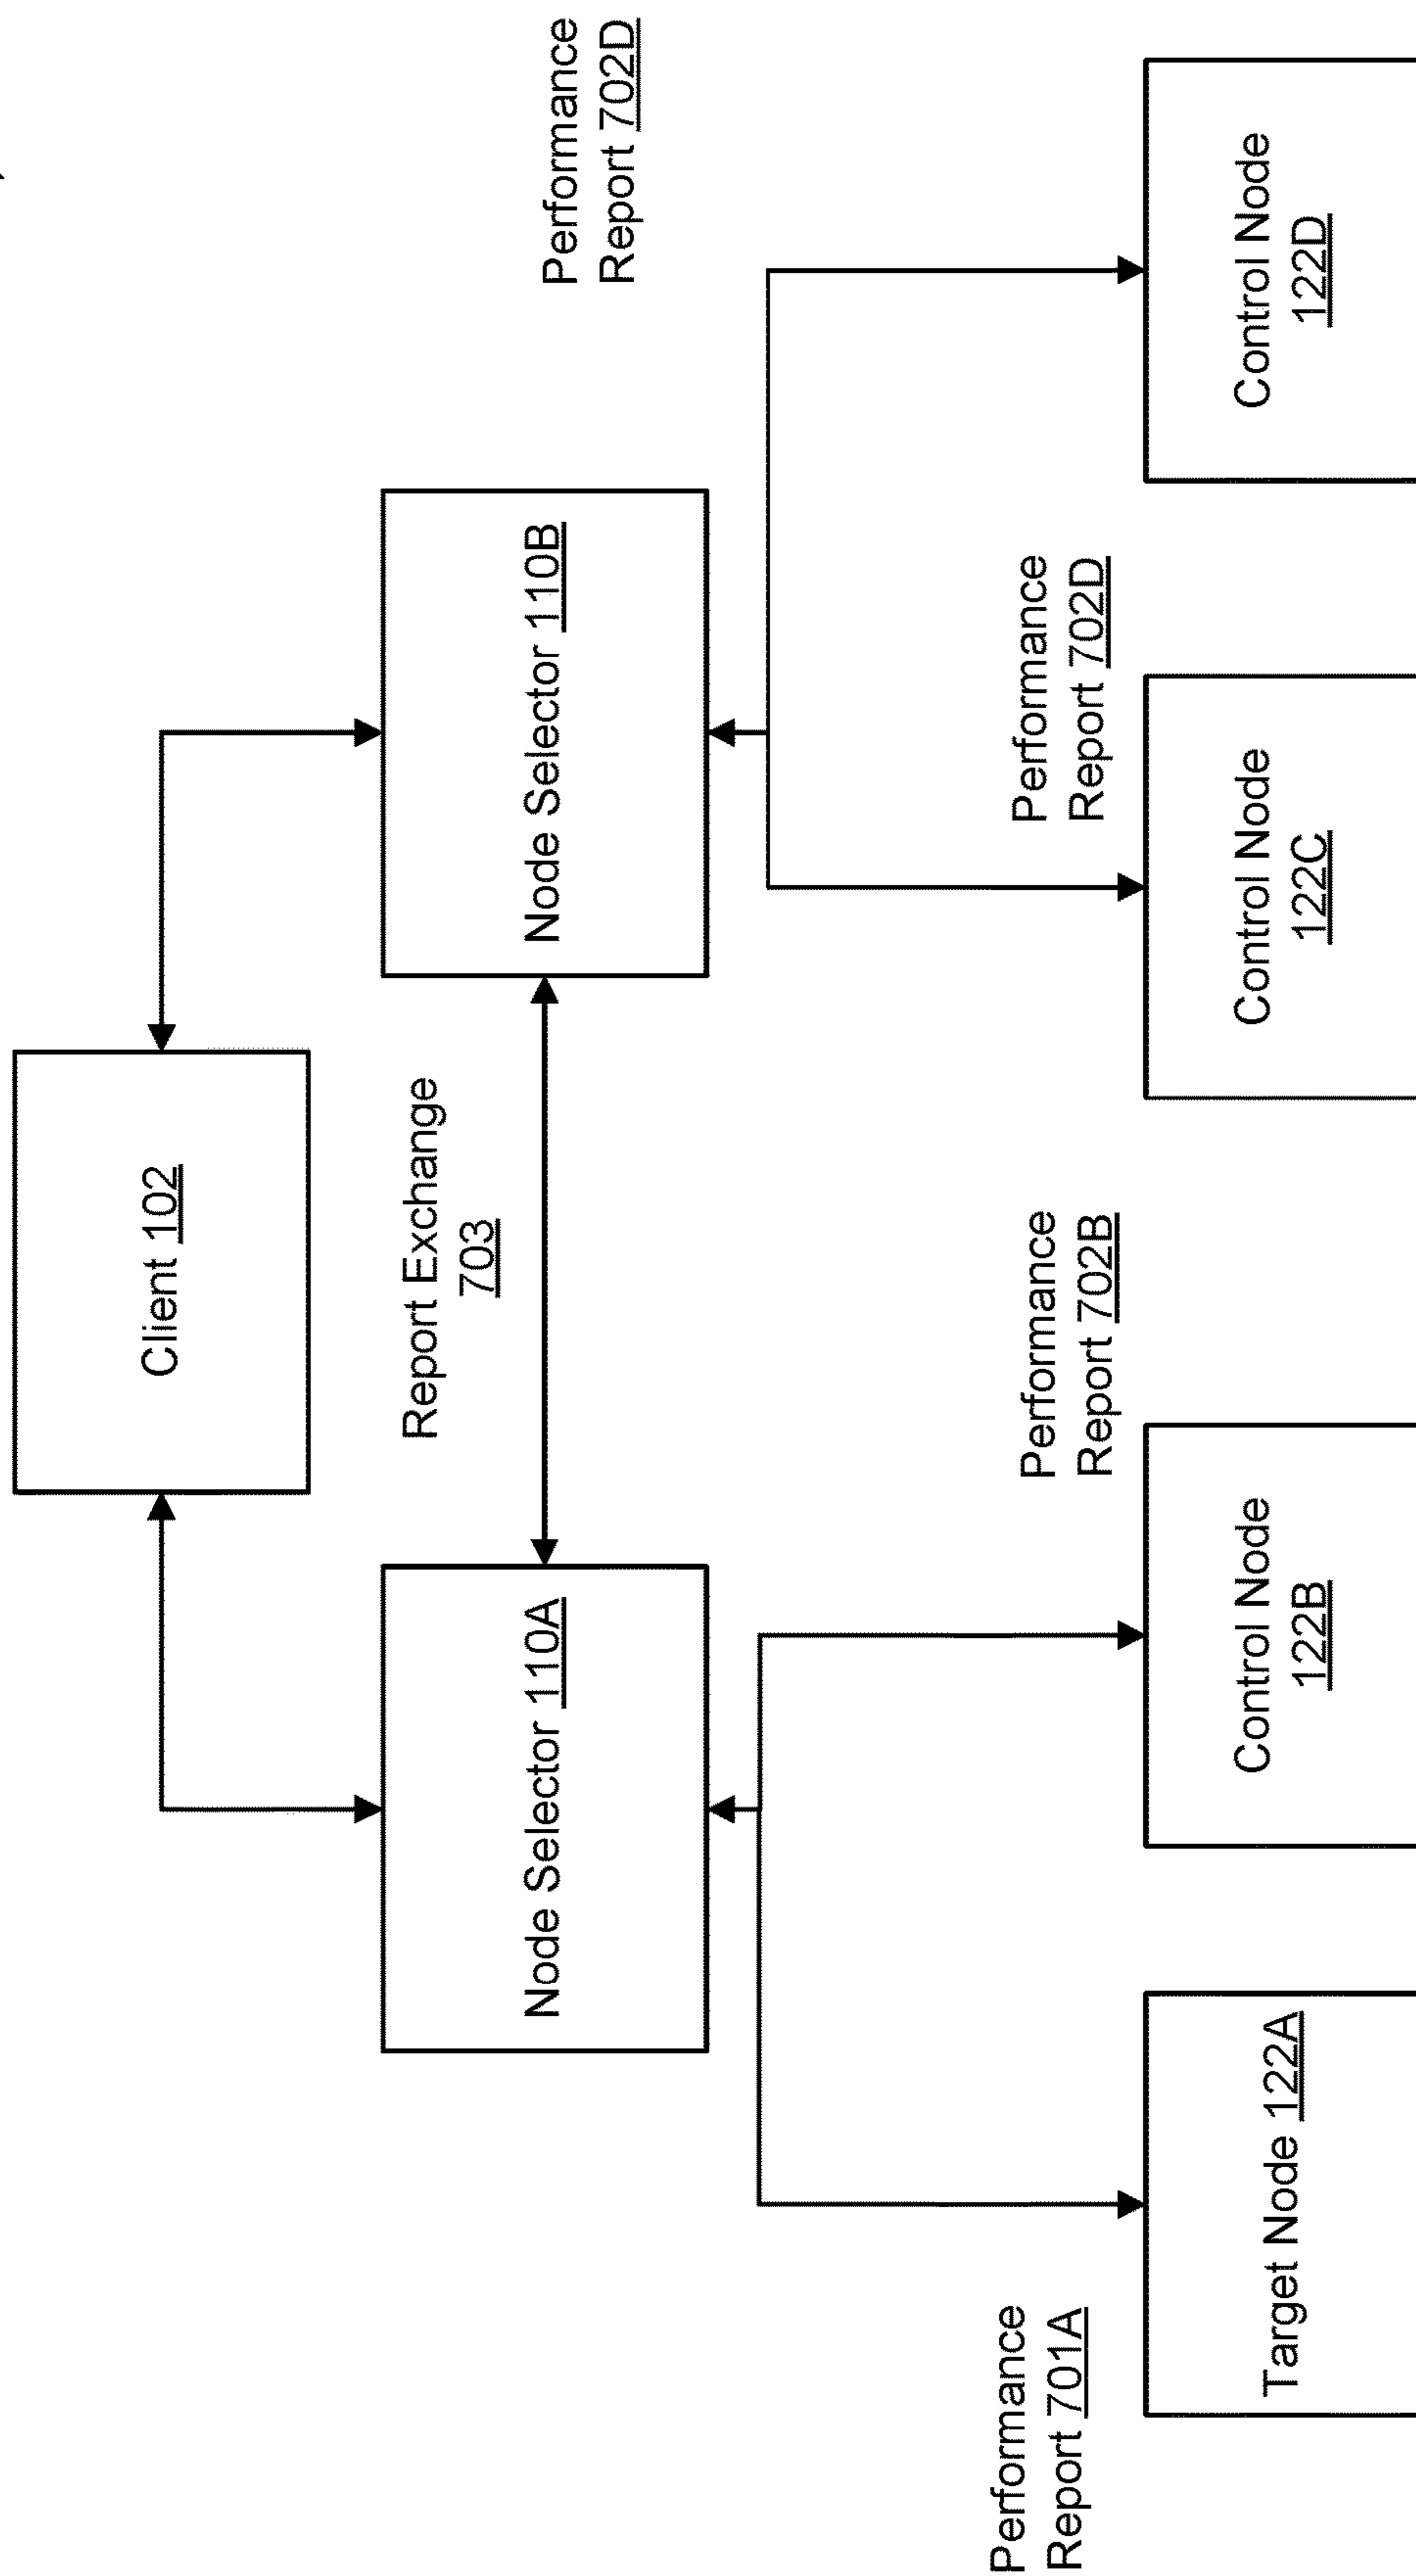 Client 102
Report Exchange
703
Node Selector 110A
Node Selector 110B
Performance
Report 702D
Performance
Report 701A
Performance
Report 702B
Performance
Report 702D
Target Node 122A
Control Node
122B
Control Node
122C
Control Node
122D